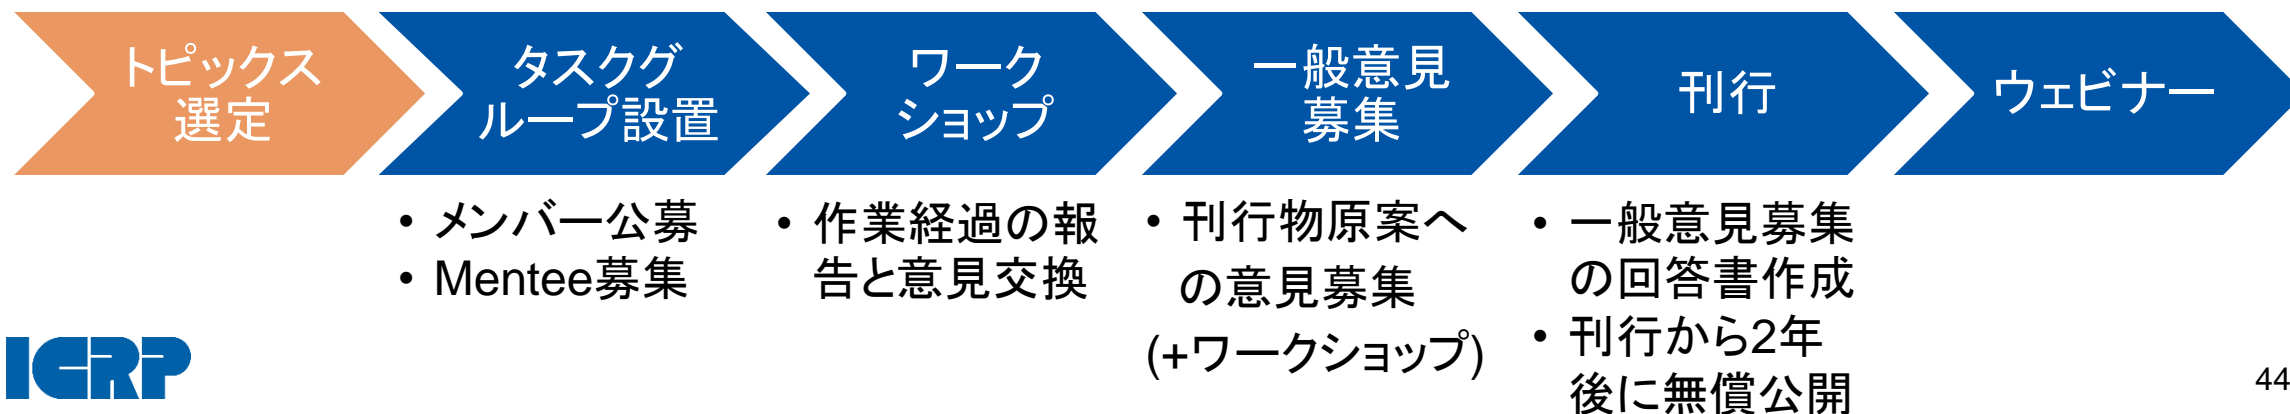 トピックス
選定
タスクグ
ループ設置
ワーク
ショップ
一般意見
募集
刊行
ウェビナー
• メンバー公募
• Mentee募集
• 作業経過の報
告と意見交換
• 刊行物原案へ
の意見募集
(+ワークショップ)
• 一般意見募集
の回答書作成
• 刊行から2年
後に無償公開
ICRP
44